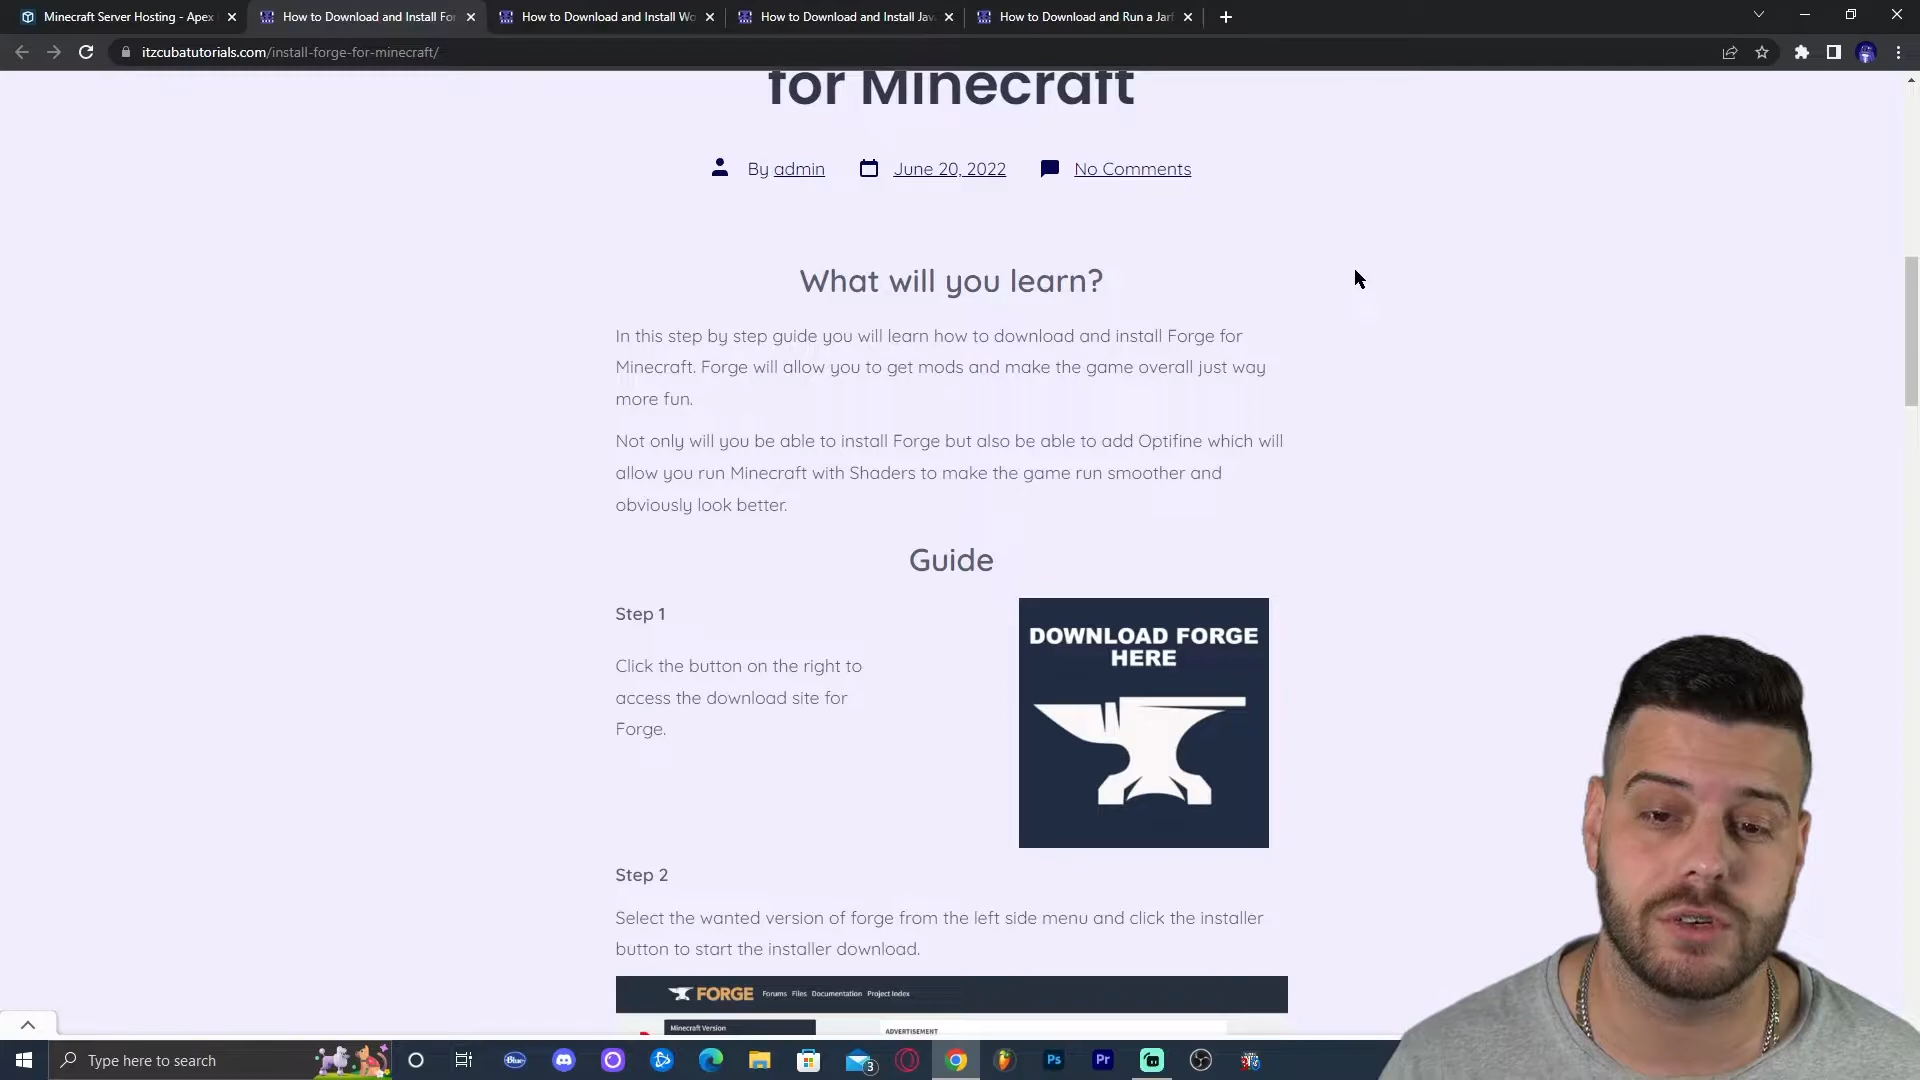 Minecraft Server Hosting - Apex
How to Download and Install For
How to Download and Install Wo
How to Download and Install Jav
How to Download and Run a Jarf
itzcubatutorials.com/install-forge-for-minecraft/
for Minecraft
By admin
June 20, 2022
No Comments
What will you learn?
In this step by step guide you will learn how to download and install Forge for
Minecraft. Forge will allow you to get mods and make the game overall just way
more fun.
Not only will you be able to install Forge but also be able to add Optifine which will
allow you run Minecraft with Shaders to make the game run smoother and
obviously look better.
Guide
Step 1
Click the button on the right to
access the download site for
Forge.
DOWNLOAD FORGE
HERE
Step 2
Select the wanted version of forge from the left side menu and click the installer
button to start the installer download.
FORGE
Forums Files Documentation Project Index
Minecraft Version
ADVERTISEMENT
Type here to search
Blue
3
Ps
Pr